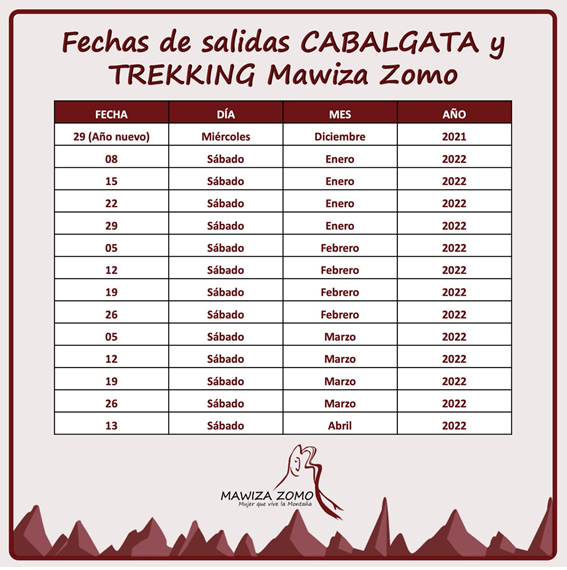 Fechas de salidas CABALGATA y
TREKKING Mawiza Zomo
FECHA DÍA MES AÑO
29 (Año nuevo) Miércoles Diciembre 2021
08 Sábado Enero 2022
15 Sábado Enero 2022
22 Sábado Enero 2022
29 Sábado Enero 2022
05 Sábado Febrero 2022
12 Sábado Febrero 2022
19 Sábado Febrero 2022
26 Sábado Febrero 2022
05 Sábado Marzo 2022
12 Sábado Marzo 2022
19 Sábado Marzo 2022
26 Sábado Marzo 2022
13 Sábado Abril 2022
MAWIZA ZOMO
Mujer que vive la Montaña